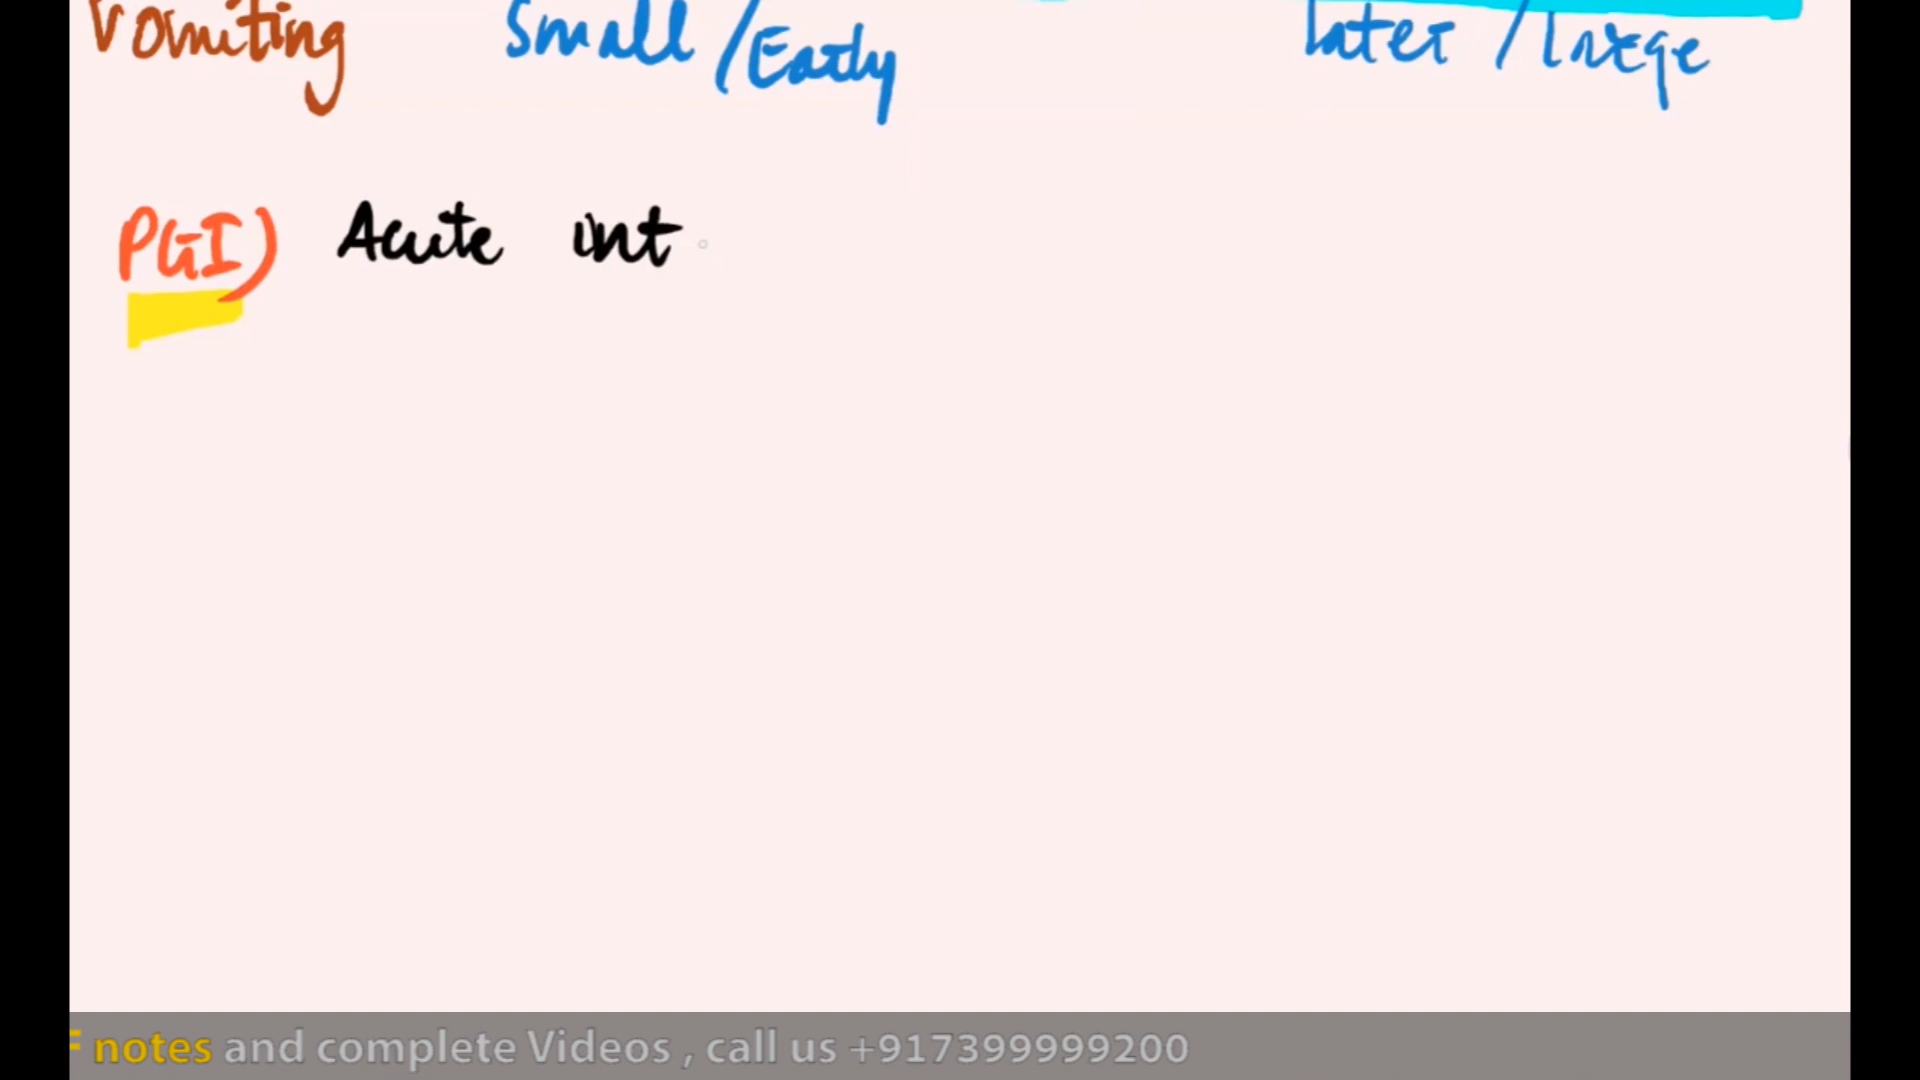 Vomiting Small/Early later/large
PGI) Acute int
notes and complete Videos , call us +917399999200